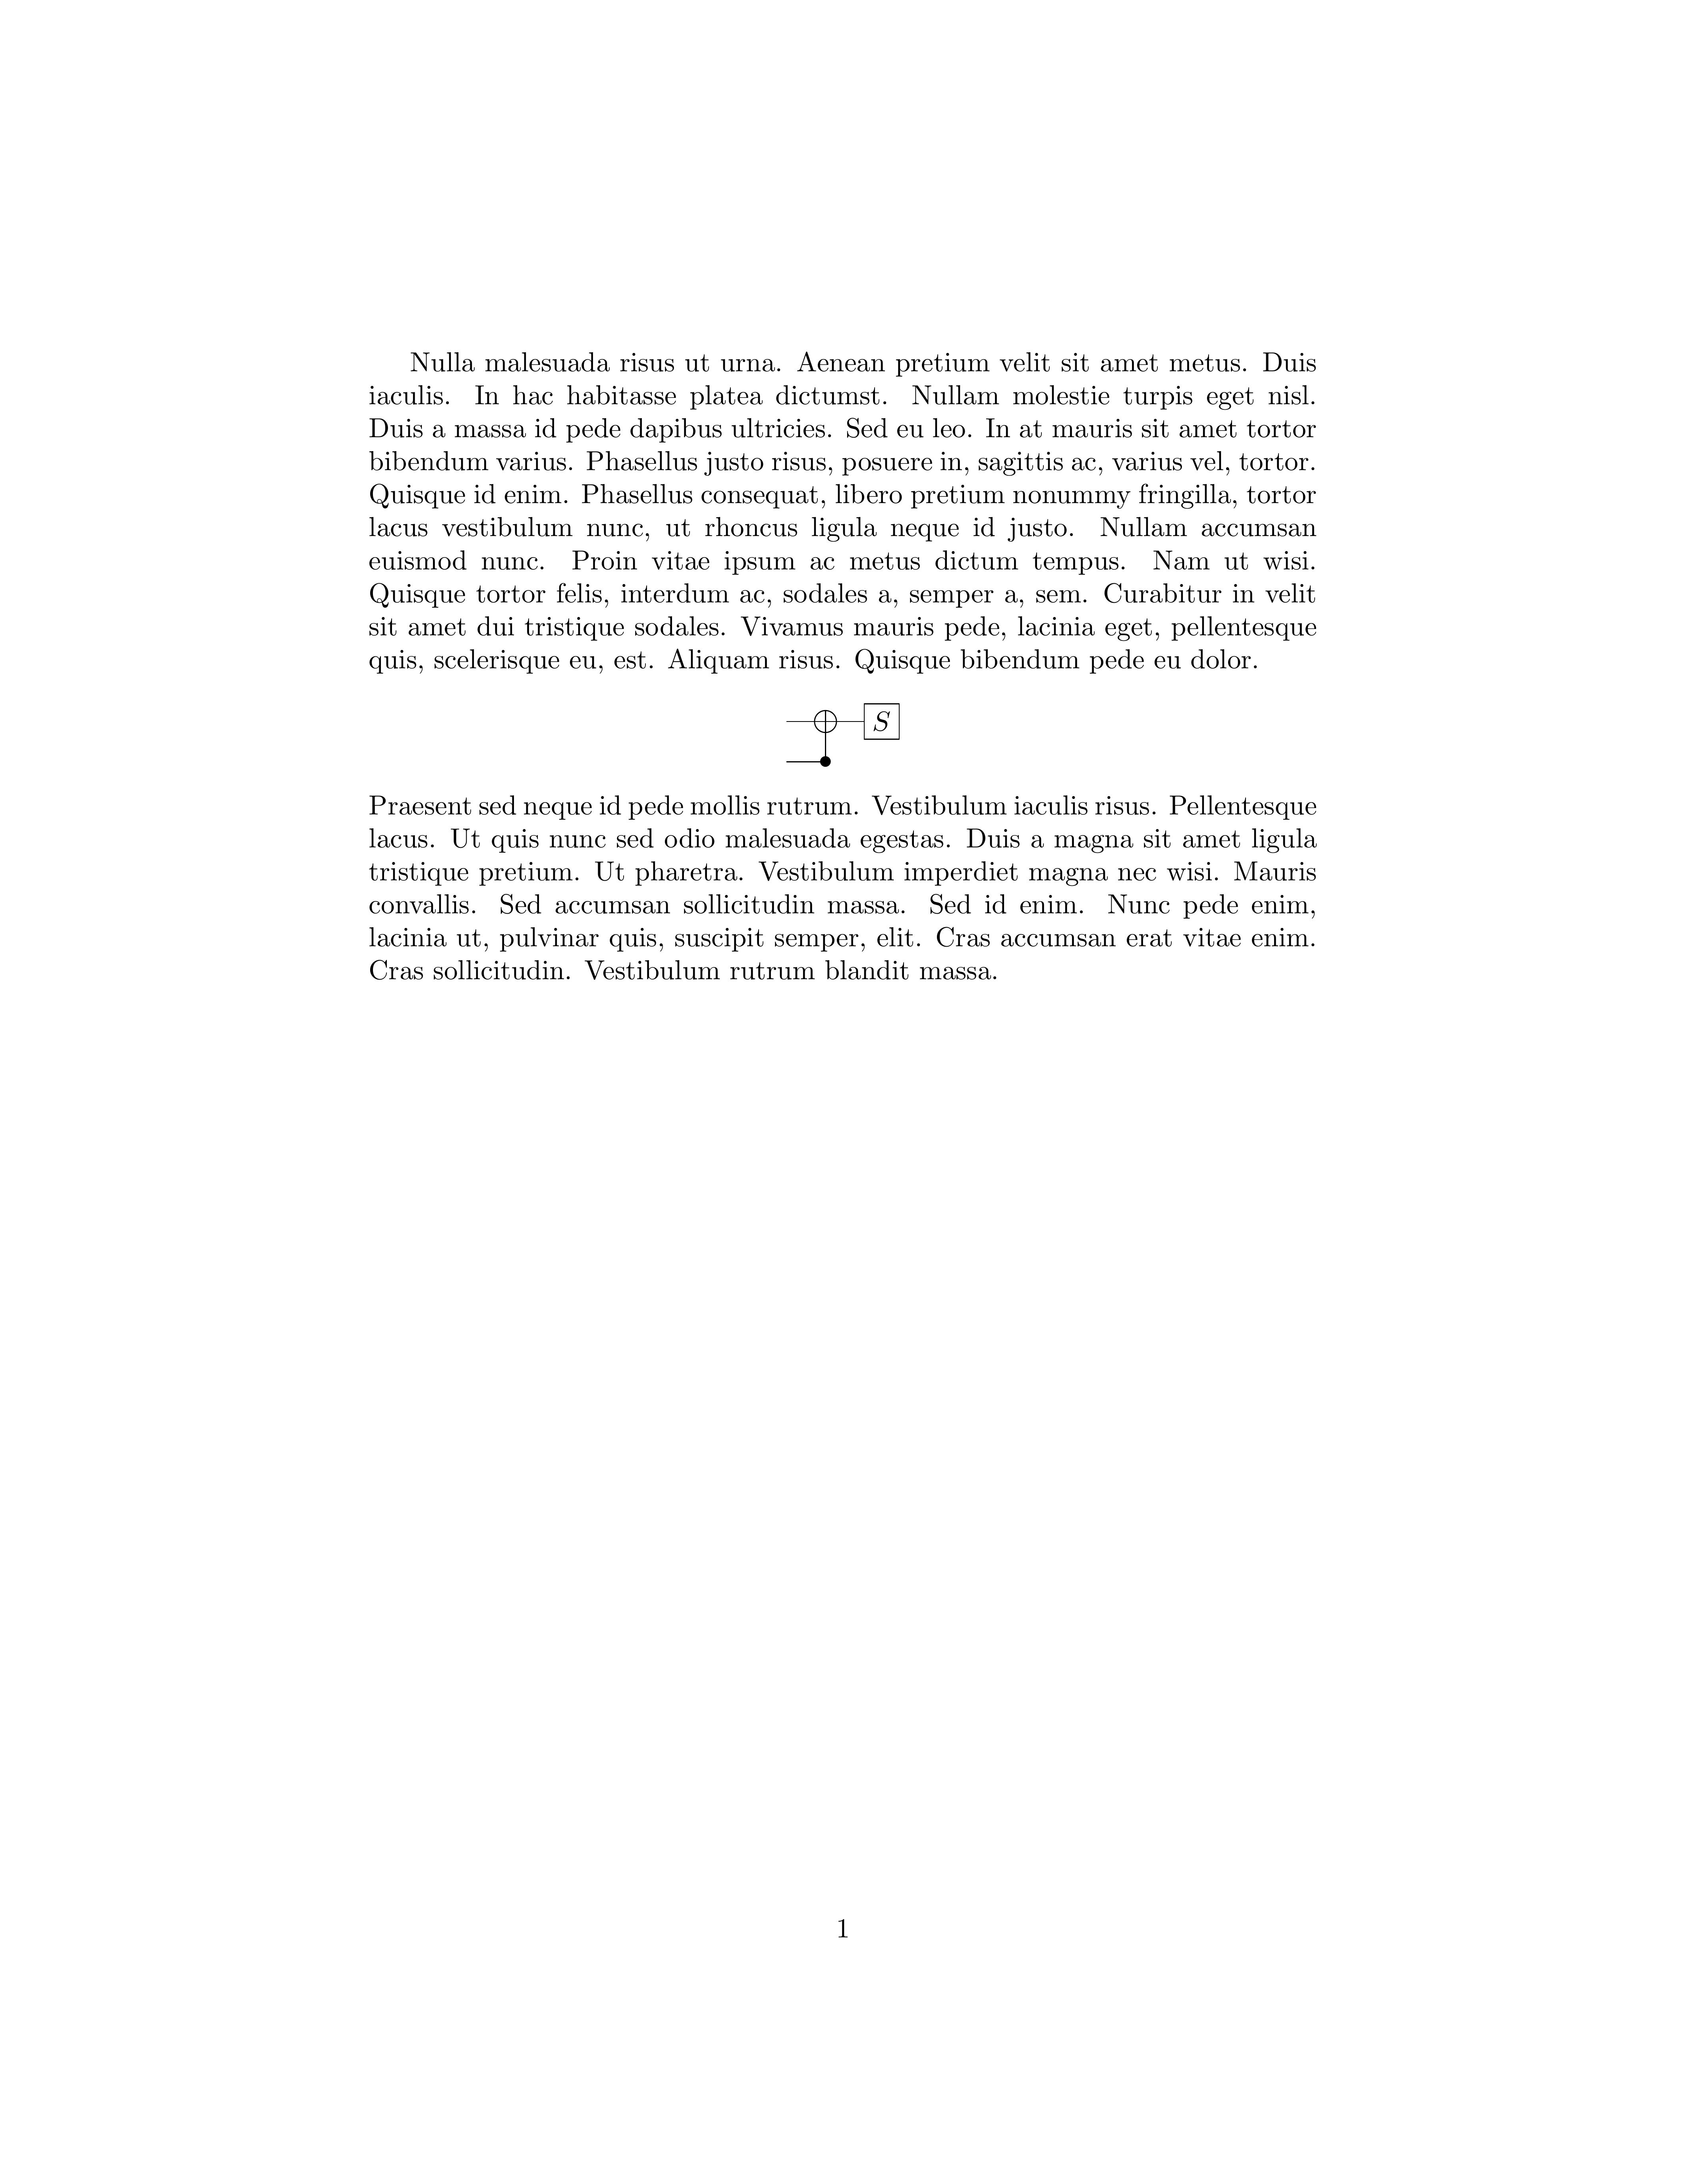 Nulla malesuada risus ut urna. Aenean pretium velit sit amet metus. Duis
iaculis. In hac habitasse platea dictumst. Nullam molestie turpis eget nisl.
Duis a massa id pede dapibus ultricies. Sed eu leo. In at mauris sit amet tortor
bibendum varius. Phasellus justo risus, posuere in, sagittis ac, varius vel, tortor.
Quisque id enim. Phasellus consequat, libero pretium nonummy fringilla, tortor
lacus vestibulum nunc, ut rhoncus ligula neque id justo. Nullam accumsan
euismod nunc. Proin vitae ipsum ac metus dictum tempus. Nam ut wisi.
Quisque tortor felis, interdum ac, sodales a, semper a, sem. Curabitur in velit
sit amet dui tristique sodales. Vivamus mauris pede, lacinia eget, pellentesque
quis, scelerisque eu, est. Aliquam risus. Quisque bibendum pede eu dolor.
S
Praesent sed neque id pede mollis rutrum. Vestibulum iaculis risus. Pellentesque
lacus. Ut quis nunc sed odio malesuada egestas. Duis a magna sit amet ligula
tristique pretium. Ut pharetra. Vestibulum imperdiet magna nec wisi. Mauris
convallis. Sed accumsan sollicitudin massa. Sed id enim. Nunc pede enim,
lacinia ut, pulvinar quis, suscipit semper, elit. Cras accumsan erat vitae enim.
Cras sollicitudin. Vestibulum rutrum blandit massa.
1